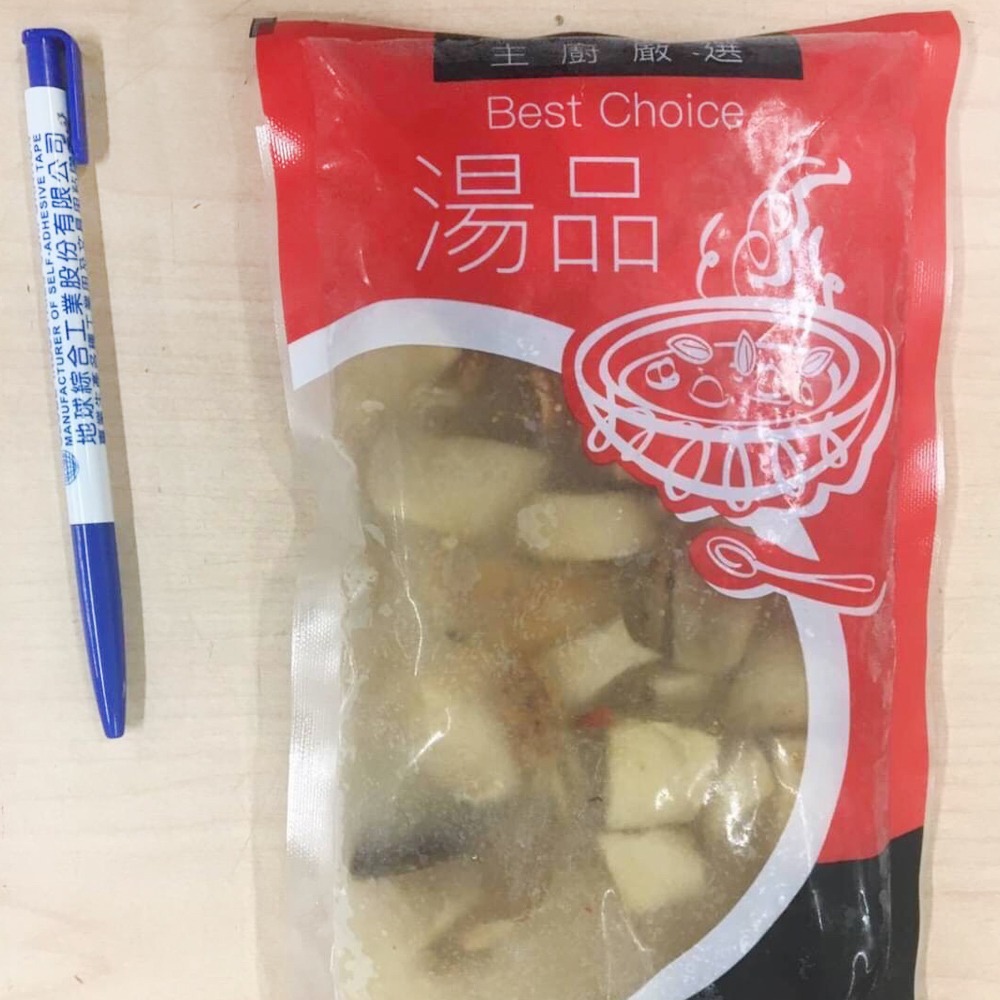 主廚嚴選
Best Choice
湯品
MANUFACTURER OF SELF-ADHESIVE TAPE
地球綜合工業股份有限公司